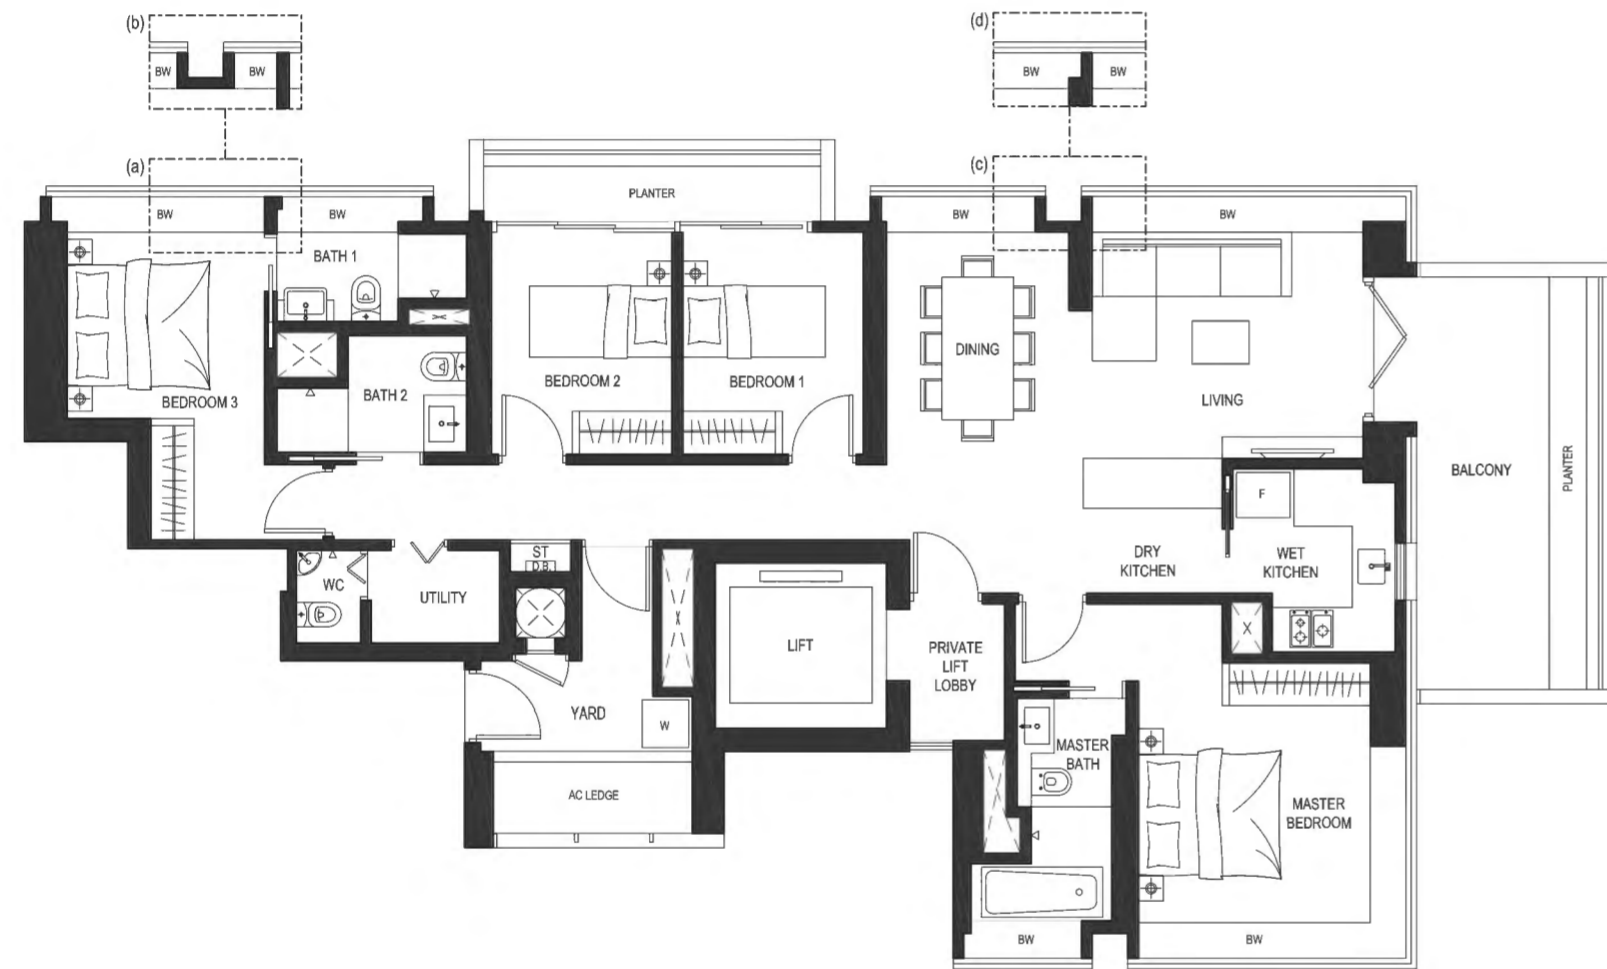 (b)
(d)
BW
BW
BW
BW
(a)
(c)
PLANTER
BW
BW
BW
BW
BATH 1
DINING
BEDROOM 2
BEDROOM 1
BEDROOM 3
BATH 2
LIVING
BALCONY
PLANTER
F
ST
D.B.
DRY
KITCHEN
WET
KITCHEN
WC
UTILITY
LIFT
PRIVATE
LIFT
LOBBY
X
YARD
W
MASTER
BATH
AC LEDGE
MASTER
BEDROOM
BW
BW